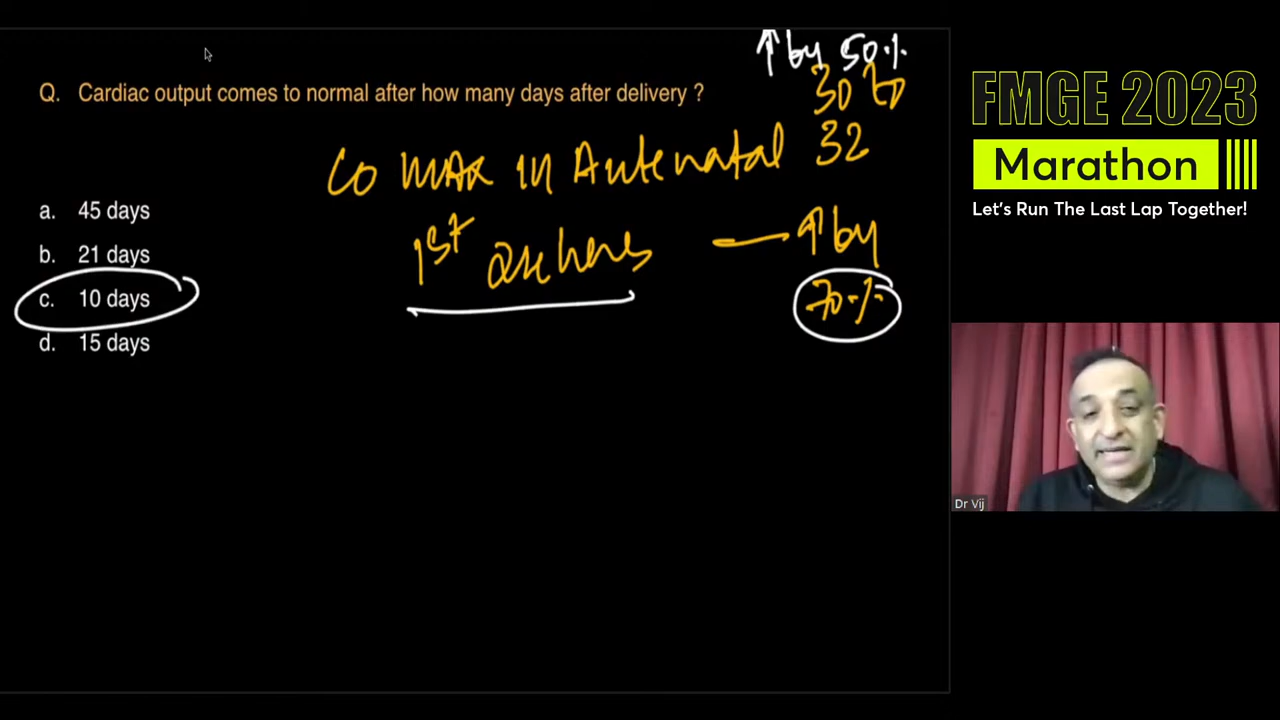 ↑ by 50%
Q. Cardiac output comes to normal after how many days after delivery ?
30 to
CO MAX in Antenatal 32
a. 45 days
1st ↑ by
b. 21 days
c. 10 days
70%
d. 15 days
FMGE 2023
Marathon
Let's Run The Last Lap Together!
Dr Vij